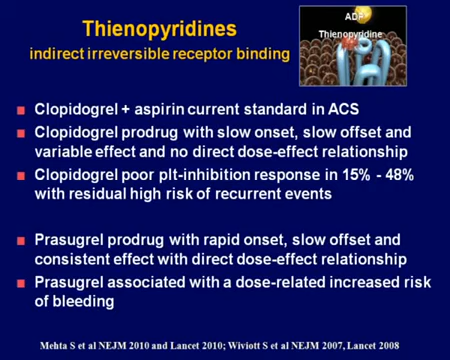 Thienopyridines
indirect irreversible receptor binding
ADP
Thienopyridine
Clopidogrel + aspirin current standard in ACS
Clopidogrel prodrug with slow onset, slow offset and
variable effect and no direct dose-effect relationship
Clopidogrel poor plt-inhibition response in 15% - 48%
with residual high risk of recurrent events
Prasugrel prodrug with rapid onset, slow offset and
consistent effect with direct dose-effect relationship
Prasugrel associated with a dose-related increased risk
of bleeding
Mehta S et al NEJM 2010 and Lancet 2010; Wiviott S et al NEJM 2007, Lancet 2008